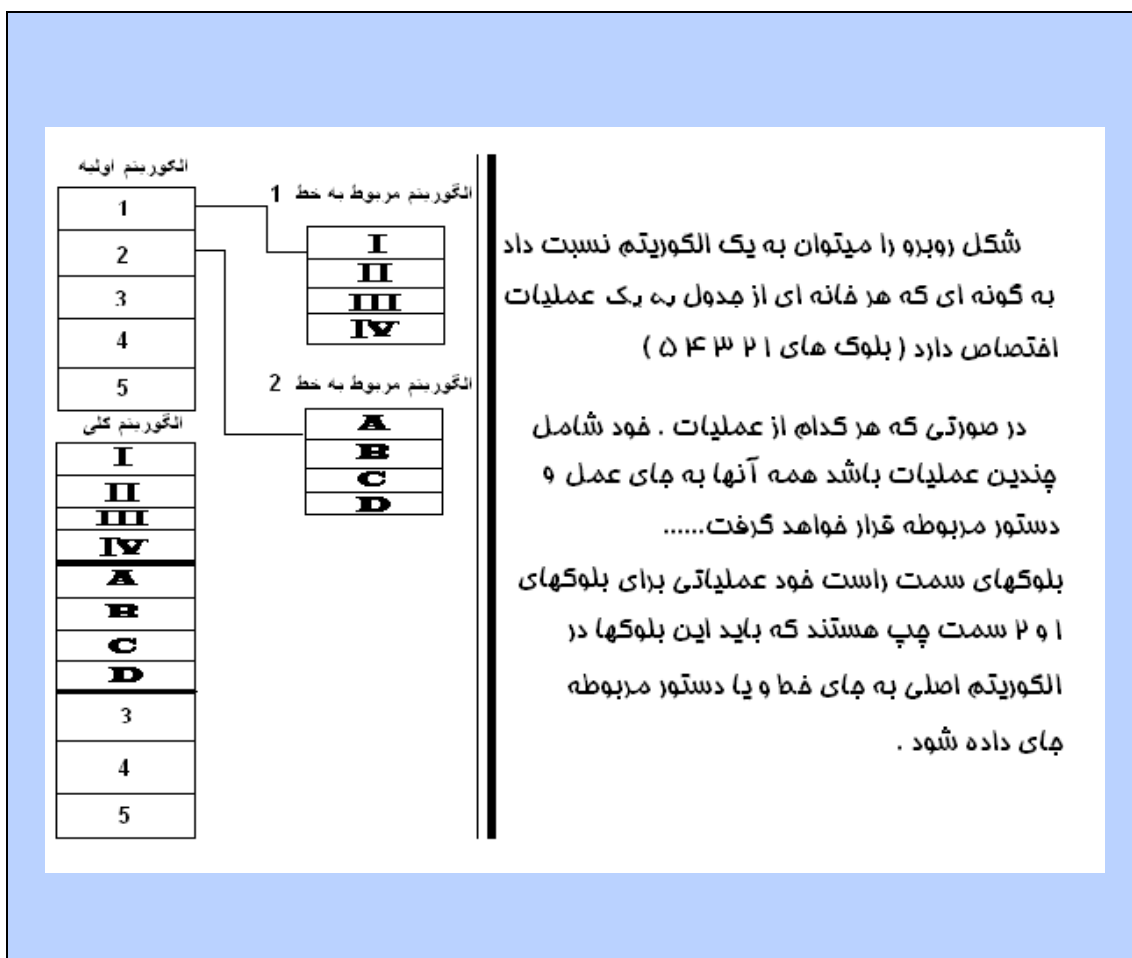 شکل روبرو را میتوان به یک الگوریتم نسبت داد
به گونه ای که هر خانه ای از جدول به یک عملیات
اختصاص دارد ( بلوک های ۱ ۲ ۳ ۴ ۵ )
در صورتی که هر کدام از عملیات . خود شامل
چندین عملیات باشد همه آنها به جای عمل و
دستور مربوطه قرار خواهد گرفت......
بلوکهای سمت راست خود عملیاتی برای بلوکهای
۱ و ۲ سمت چپ هستند که باید این بلوکها در
الگوریتم اصلی به جای خط و یا دستور مربوطه
جای داده شود .
الگوریتم اولیه
1
2
3
4
5
الگوریتم مربوط به خط 1
I
II
III
IV
الگوریتم مربوط به خط 2
A
B
C
D
الگوریتم کلی
I
II
III
IV
A
B
C
D
3
4
5